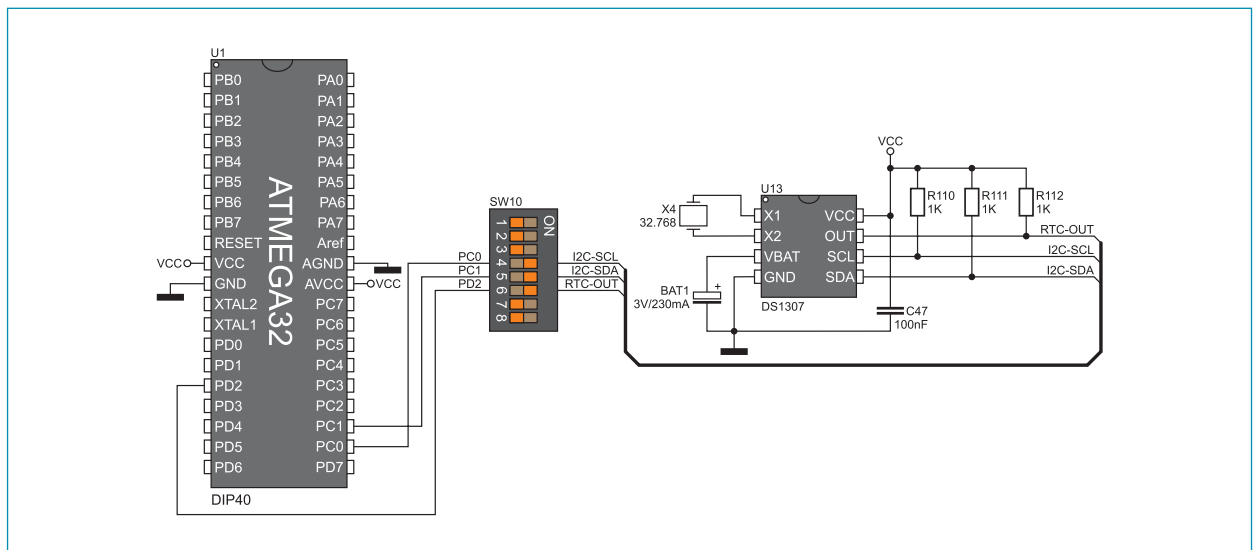 U1
PB0 PA0
PB1 PA1
PB2 PA2
PB3 PA3
PB4 PA4
PB5 PA5
PB6 PA6
PB7 PA7
RESET Aref
VCC VCC AGND
GND AVCC VCC
XTAL2 PC7
XTAL1 PC6
PD0 PC5
PD1 PC4
PD2 PC3
PD3 PC2
PD4 PC1
PD5 PC0
PD6 PD7
ATMEGA32
DIP40
SW10
ON
1
2
3
4
5
6
7
8
PC0 I2C-SCL
PC1 I2C-SDA
PD2 RTC-OUT
X4
32.768
U13
X1 VCC
X2 OUT
VBAT SCL
GND SDA
DS1307
BAT1
3V/230mA
+
VCC
R110
1K
R111
1K
R112
1K
RTC-OUT
I2C-SCL
I2C-SDA
C47
100nF